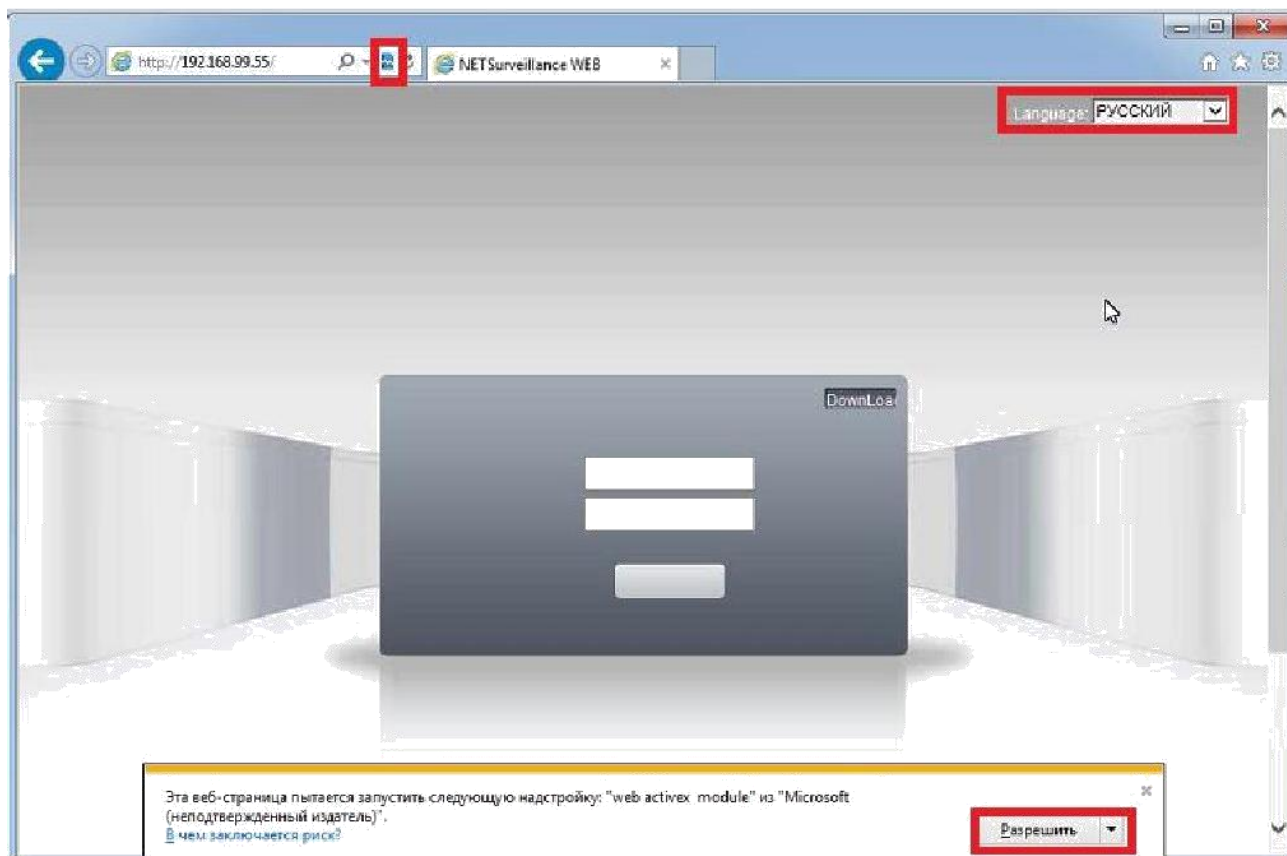 http://192.168.99.55/
NETSurveillance WEB
Language: РУССКИЙ
DownLoa
Эта веб-страница пытается запустить следующую надстройку: "web activex module" из "Microsoft
(неподтвержденный издатель)".
В чем заключается риск?
Разрешить